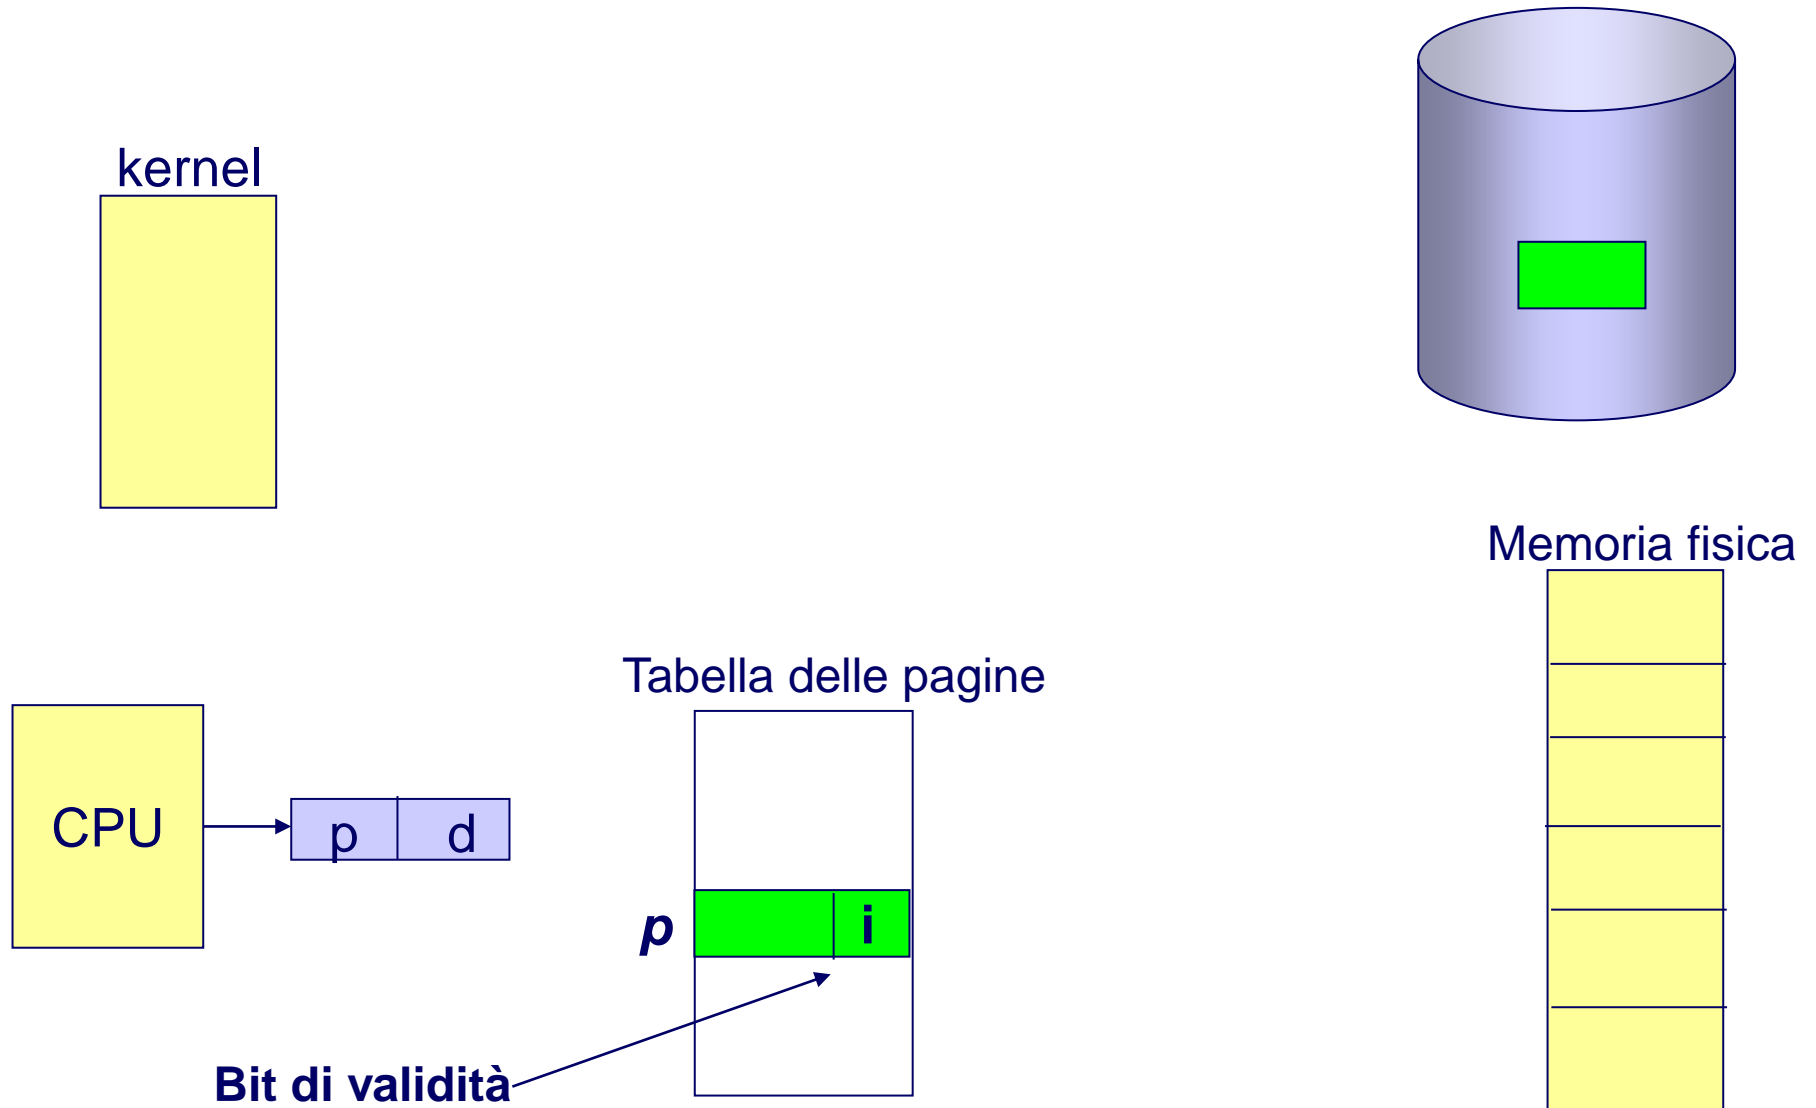 kernel
Memoria fisica
Tabella delle pagine
CPU
p d
p i
Bit di validità